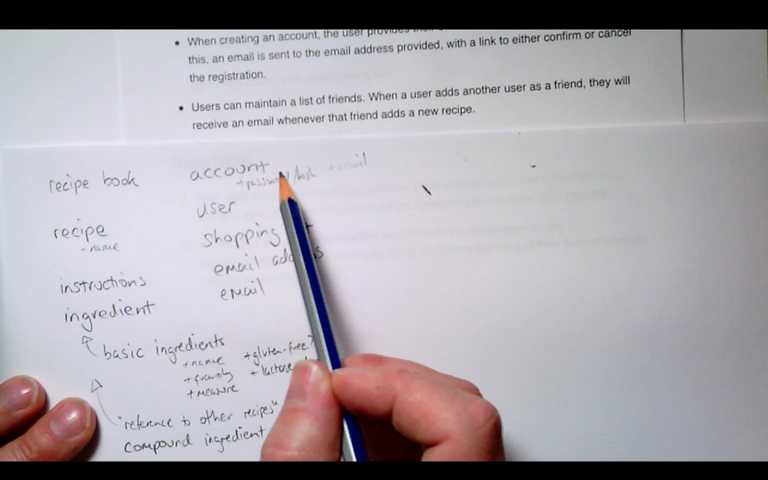 When creating an account, the user provides
this, an email is sent to the email address provided, with a link to either confirm or cancel
the registration.
Users can maintain a list of friends. When a user adds another user as a friend, they will
receive an email whenever that friend adds a new recipe.
recipe book
recipe
- name
instructions
ingredient
basic ingredients
+ name
+ quantity
+ measure
+ gluten-free?
+ lactose
"reference to other recipes"
compound ingredient
account
user
shopping
email
email